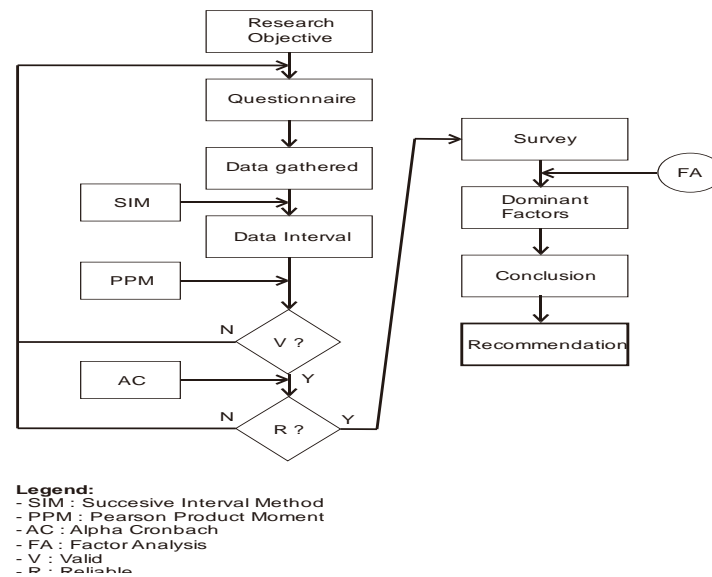 Research
Objective
Questionnaire
Data gathered
SIM
Data Interval
PPM
N
V ?
Y
AC
N
R ?
Y
Survey
FA
Dominant
Factors
Conclusion
Recommendation
Legend:
- SIM : Succesive Interval Method
- PPM : Pearson Product Moment
- AC : Alpha Cronbach
- FA : Factor Analysis
- V : Valid
- R : Reliable